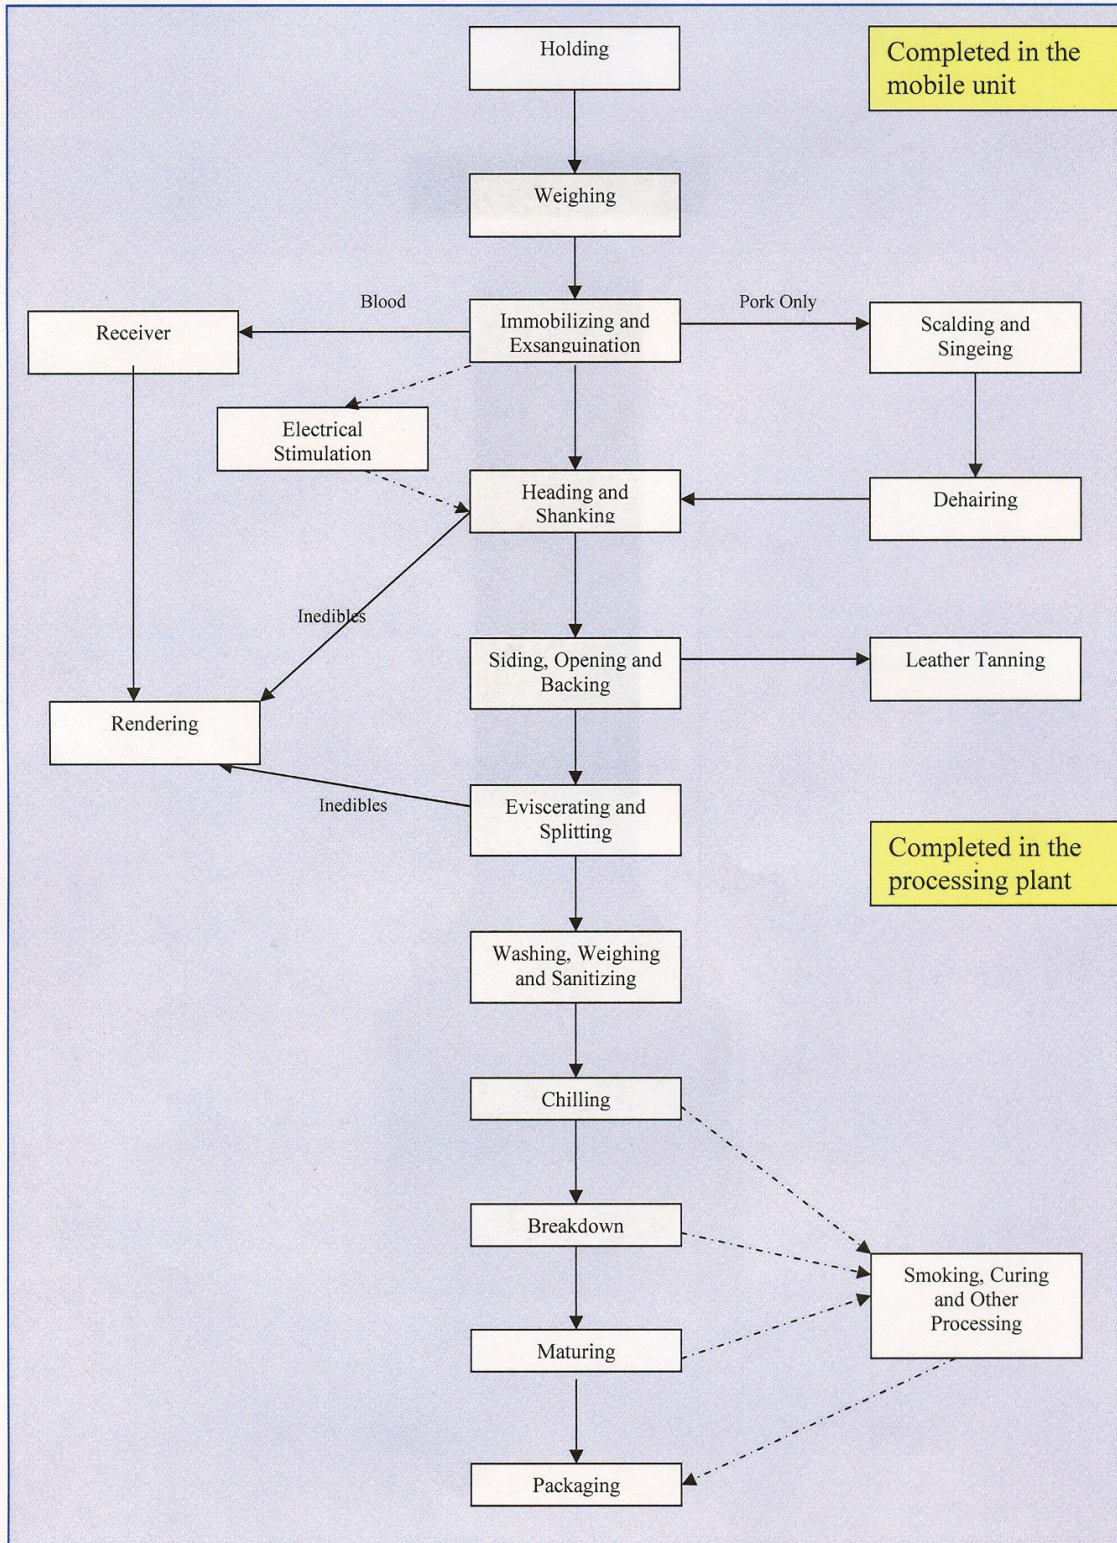 Holding
Completed in the
mobile unit
Weighing
Blood
Pork Only
Receiver
Immobilizing and
Exsanguination
Scalding and
Singeing
Electrical
Stimulation
Heading and
Shanking
Dehairing
Inedibles
Siding, Opening and
Backing
Leather Tanning
Rendering
Inedibles
Eviscerating and
Splitting
Completed in the
processing plant
Washing, Weighing
and Sanitizing
Chilling
Breakdown
Smoking, Curing
and Other
Processing
Maturing
Packaging